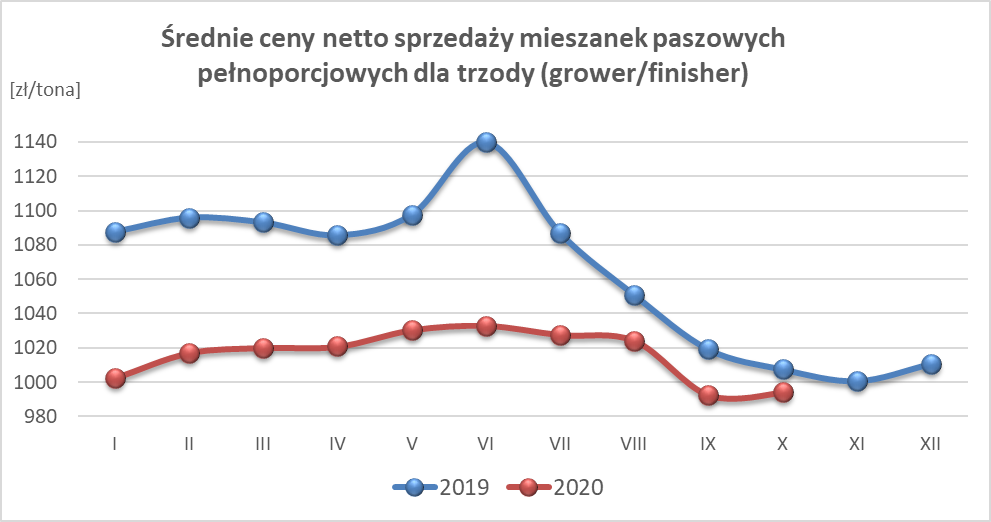 Średnie ceny netto sprzedaży mieszanek paszowych
pełnoporcjowych dla trzody (grower/finisher)
[zł/tona]
1140
1120
1100
1080
1060
1040
1020
1000
980
I II III IV V VI VII VIII IX X XI XII
2019 2020